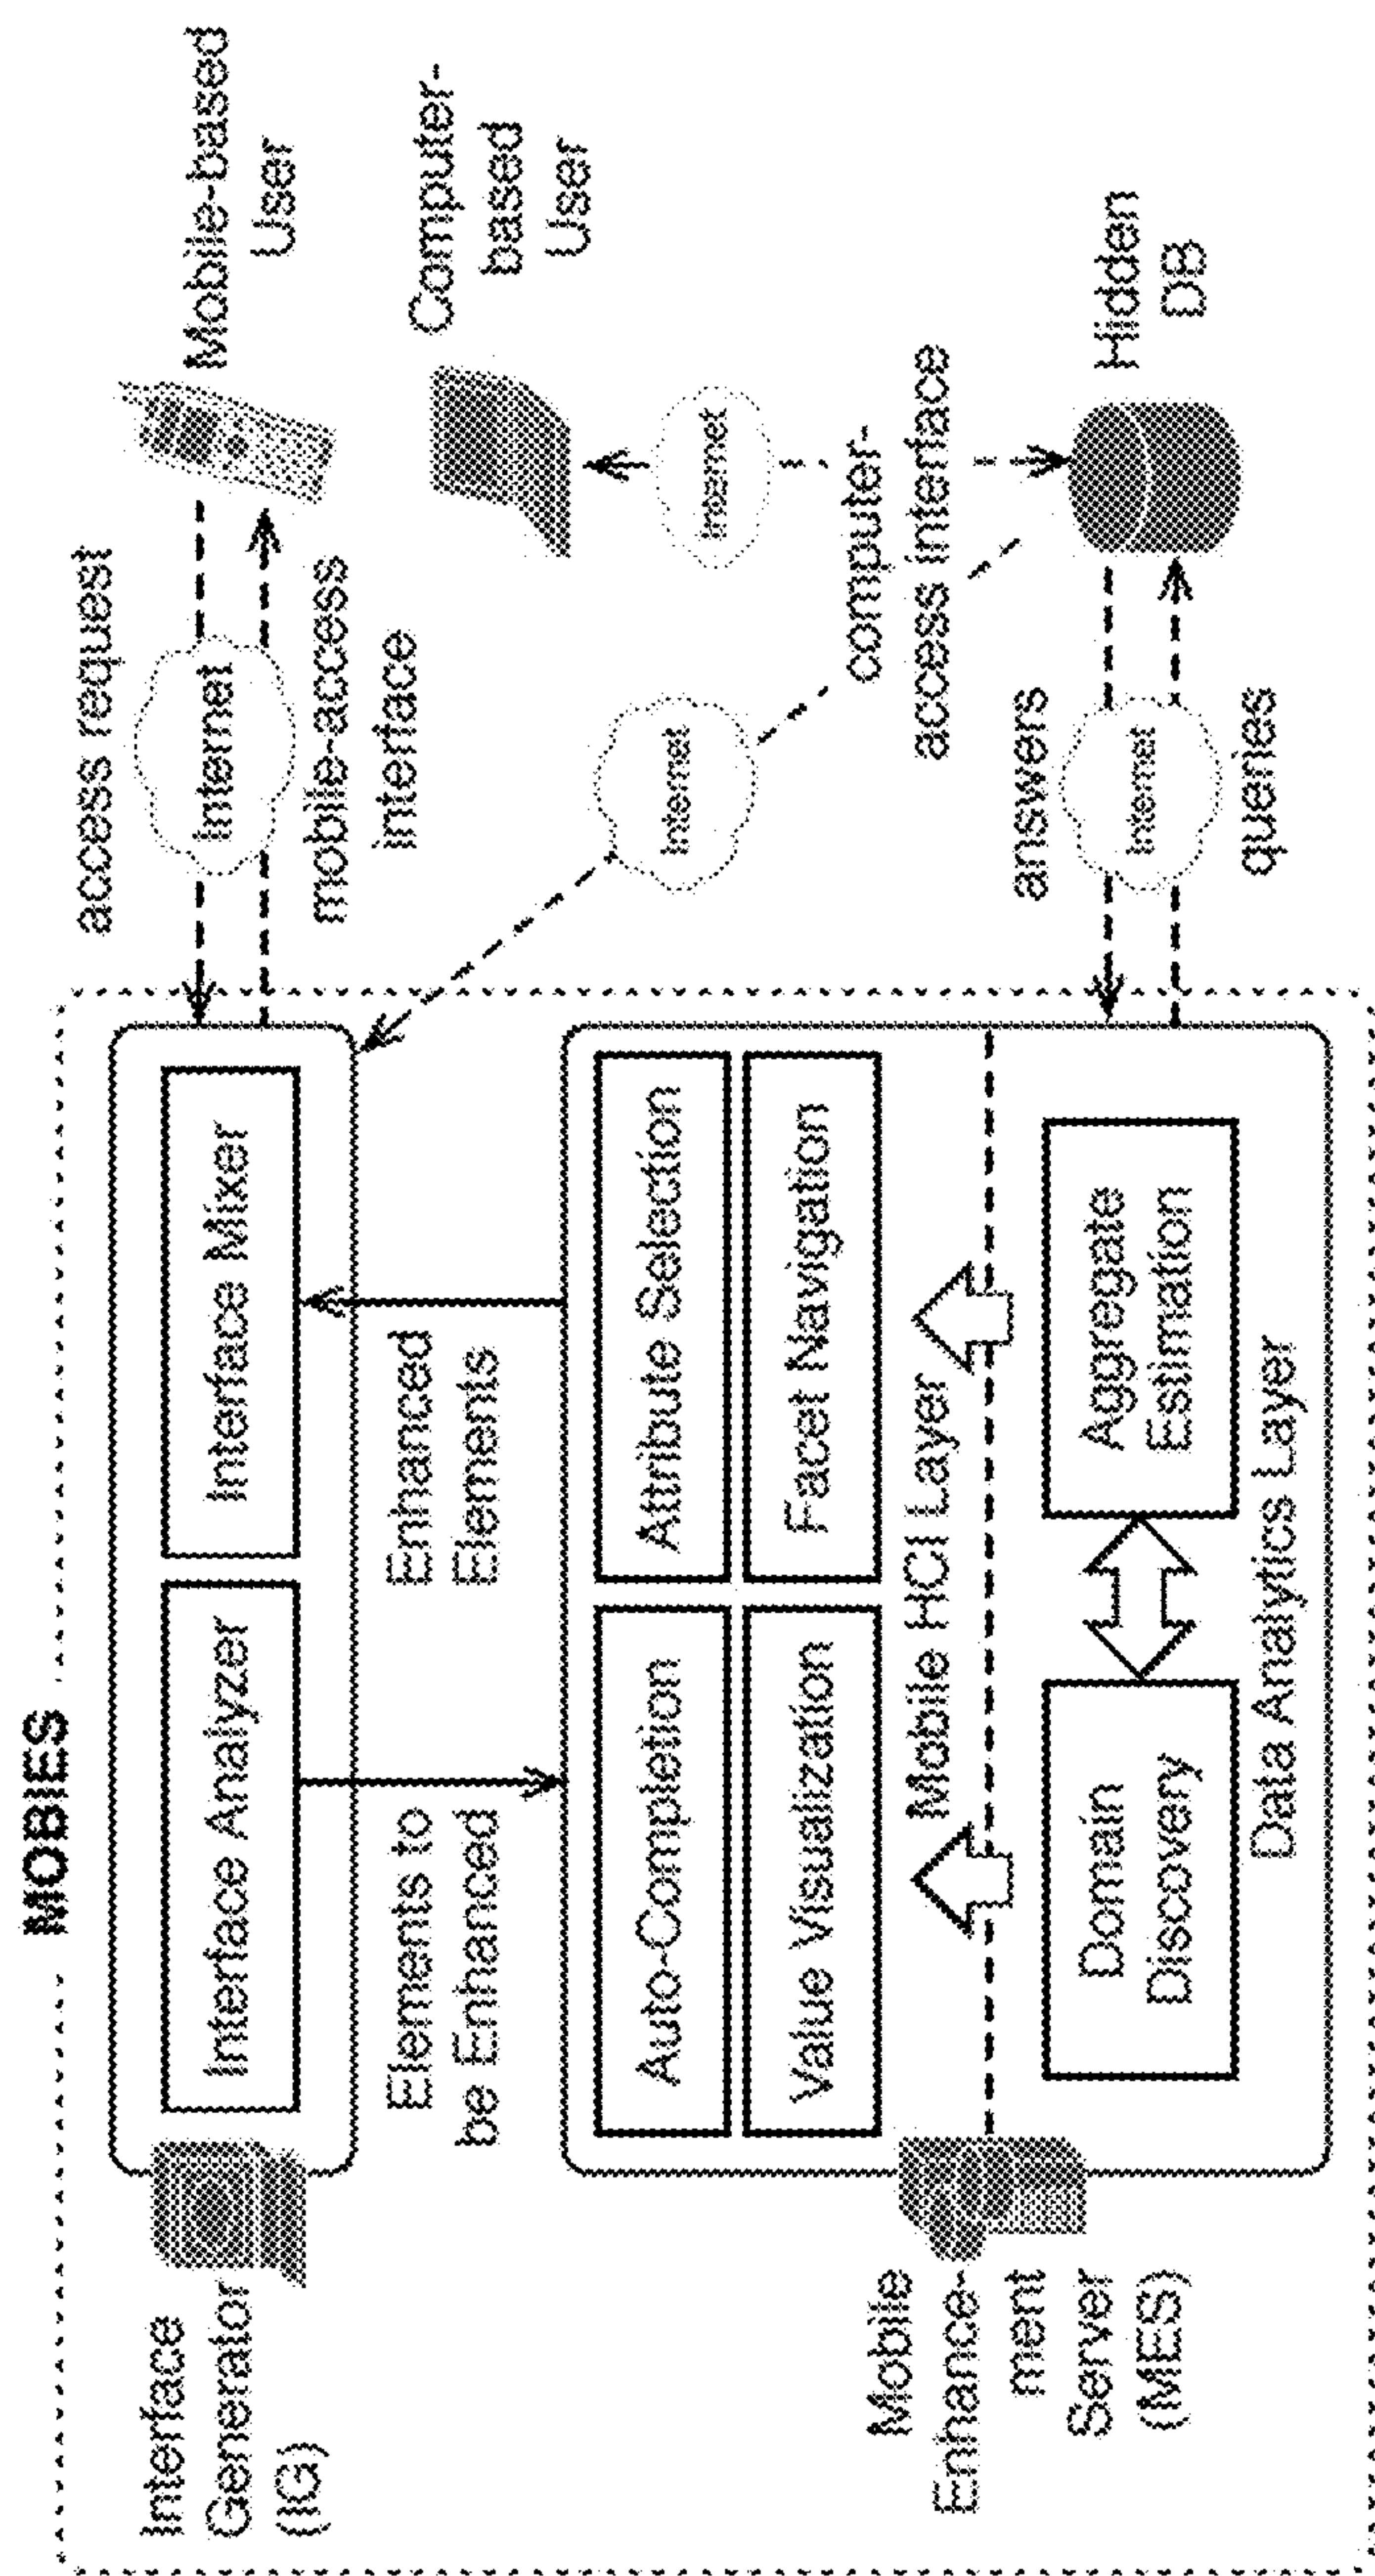 MOBIES
Interface
Generator
(IG)
Interface Analyzer
Interface Mixer
access request
Internet
mobile-access
interface
Mobile-based
User
Elements to
be Enhanced
Enhanced
Elements
Computer-
based
User
Internet
Internet
computer-
access interface
Mobile
Enhance-
ment
Server
(MES)
Auto-Completion
Attribute Selection
Value Visualization
Facet Navigation
Mobile HCI Layer
Domain
Discovery
Aggregate
Estimation
Data Analytics Layer
answers
Internet
queries
Hidden
DB